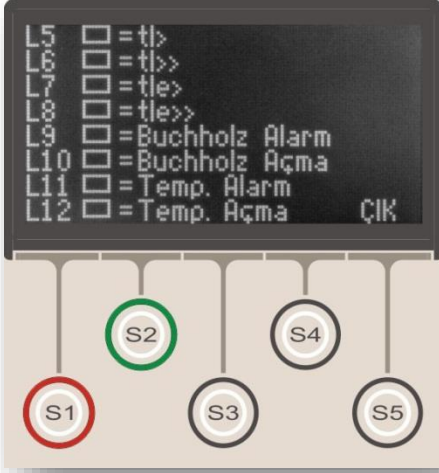 L5 = tI>
L6 = tI>>
L7 = tIe>
L8 = tIe>>
L9 = Buchholz Alarm
L10 = Buchholz Açma
L11 = Temp. Alarm
L12 = Temp. Açma ÇIK
S2 S4
S1 S3 S5